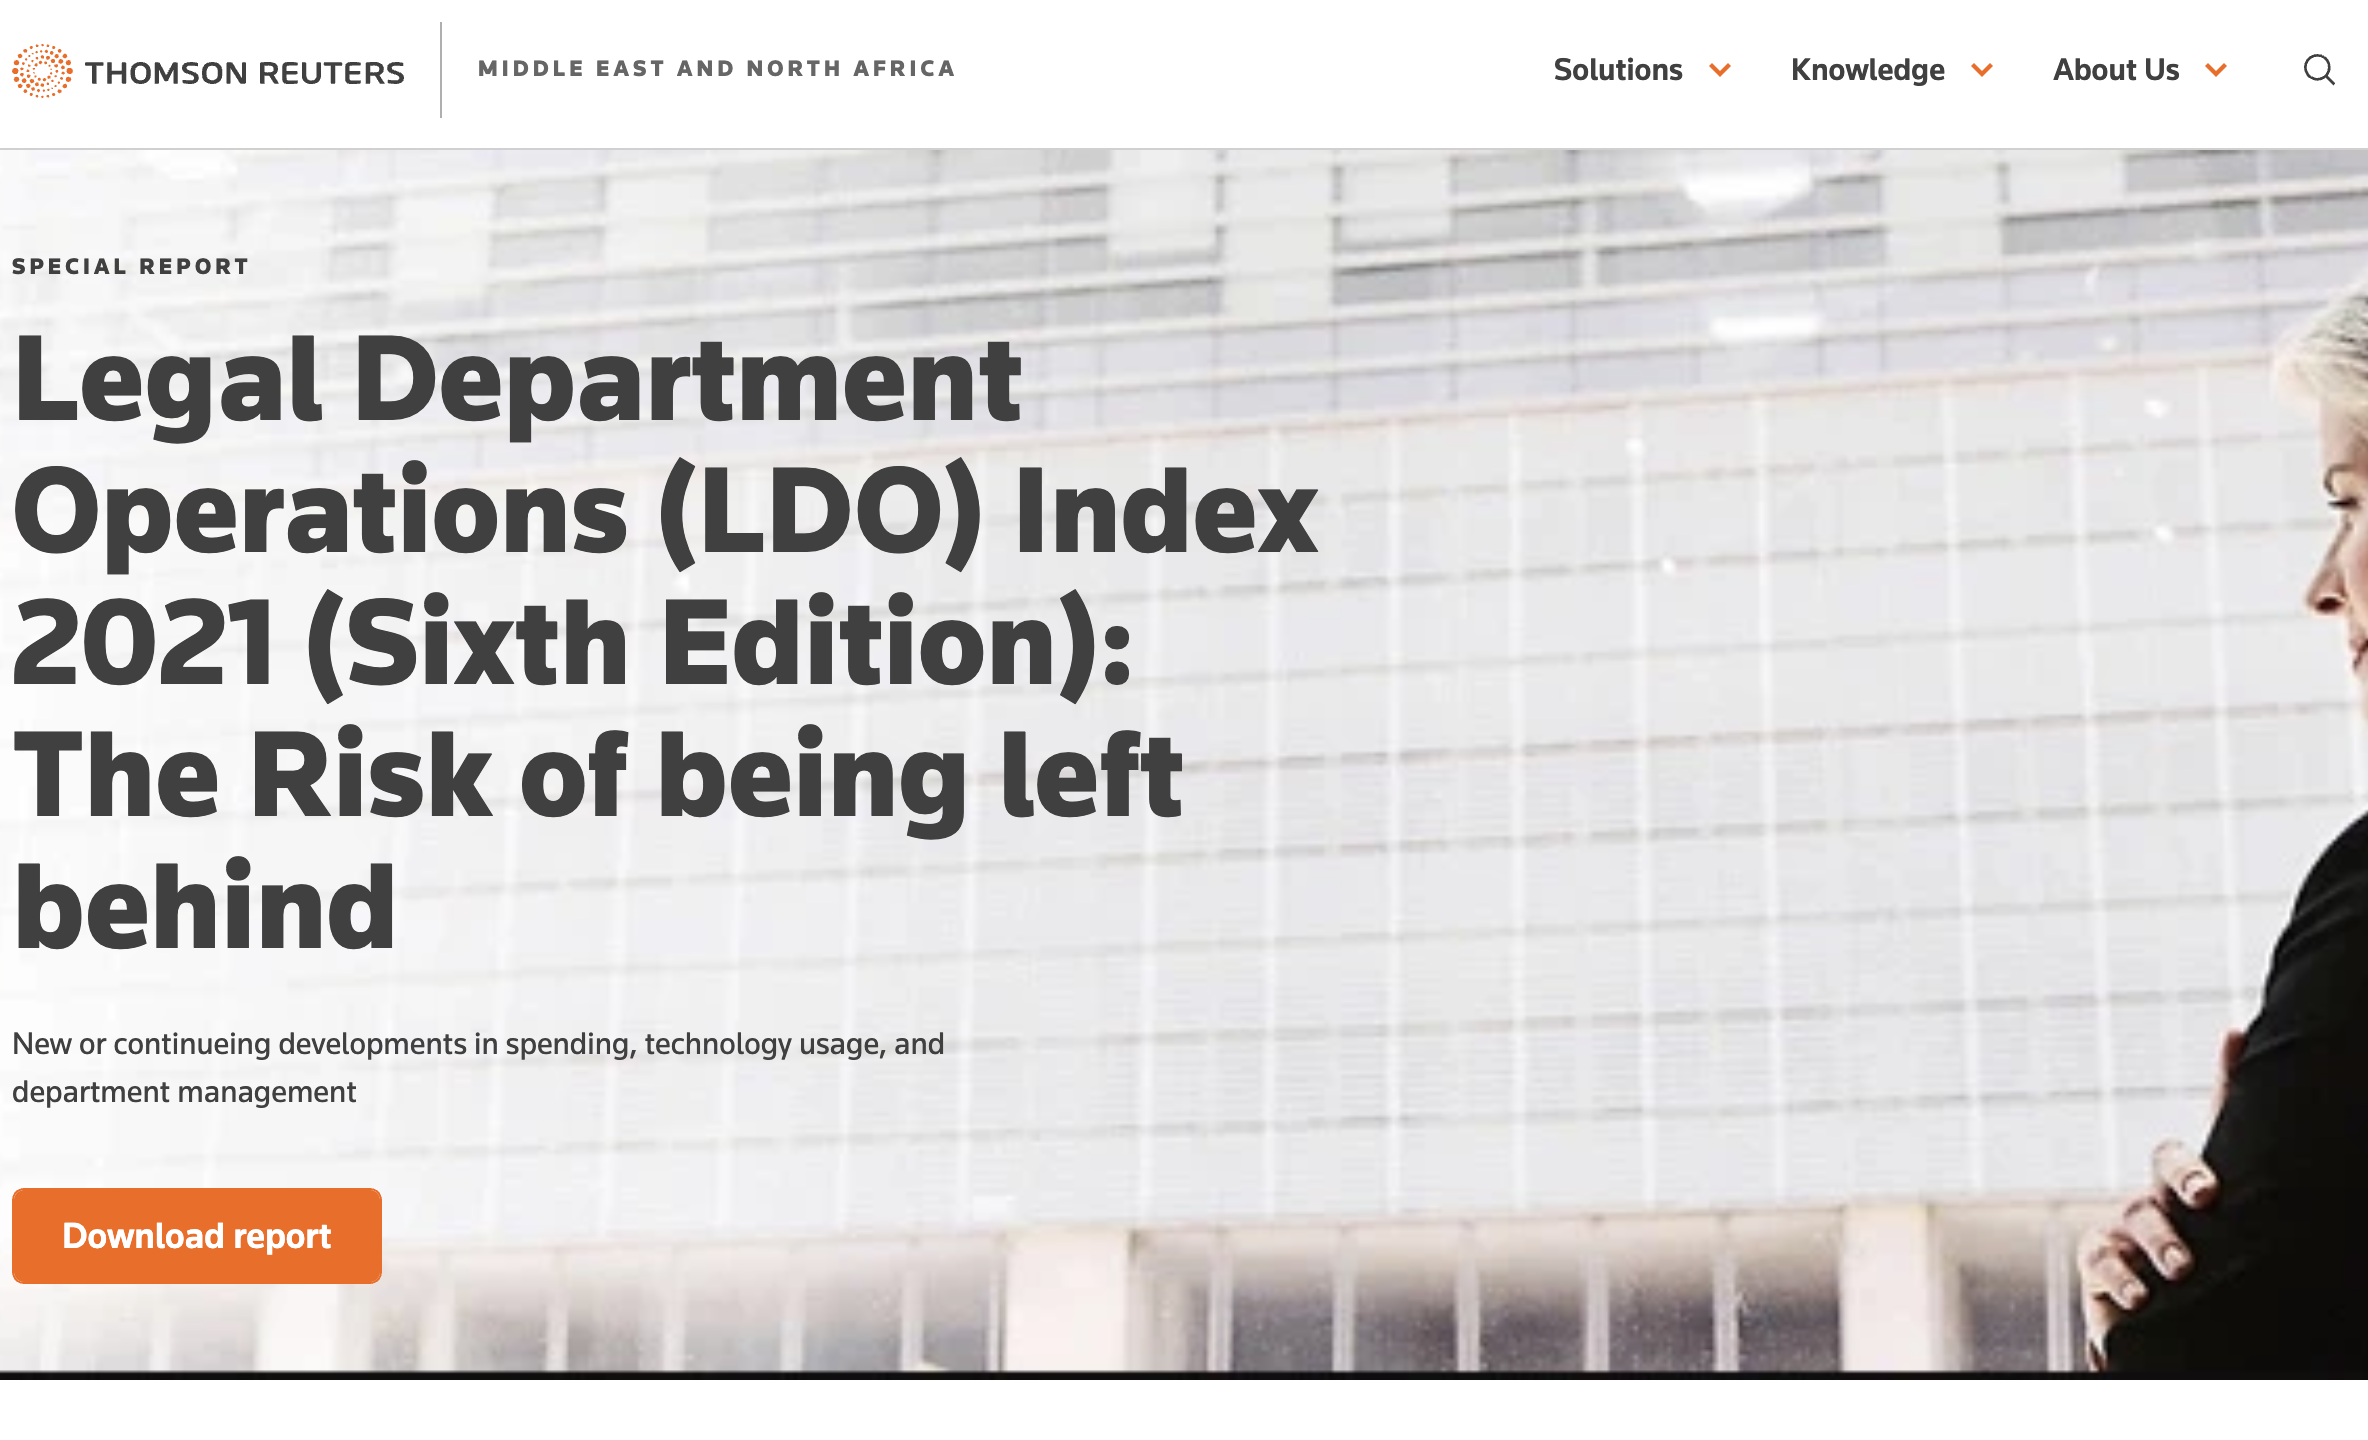 THOMSON REUTERS
MIDDLE EAST AND NORTH AFRICA
Solutions
Knowledge
About Us
SPECIAL REPORT
Legal Department
Operations (LDO) Index
2021 (Sixth Edition):
The Risk of being left
behind
New or continueing developments in spending, technology usage, and
department management
Download report